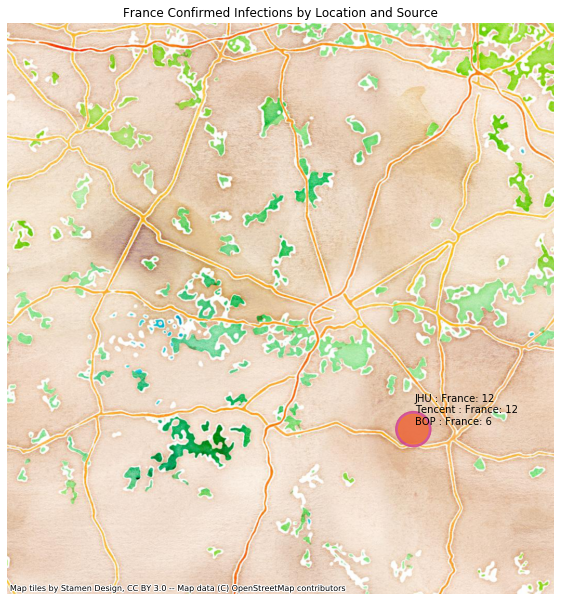 France Confirmed Infections by Location and Source
JHU : France: 12
Tencent : France: 12
BOP : France: 6
Map tiles by Stamen Design, CC BY 3.0 -- Map data (C) OpenStreetMap contributors